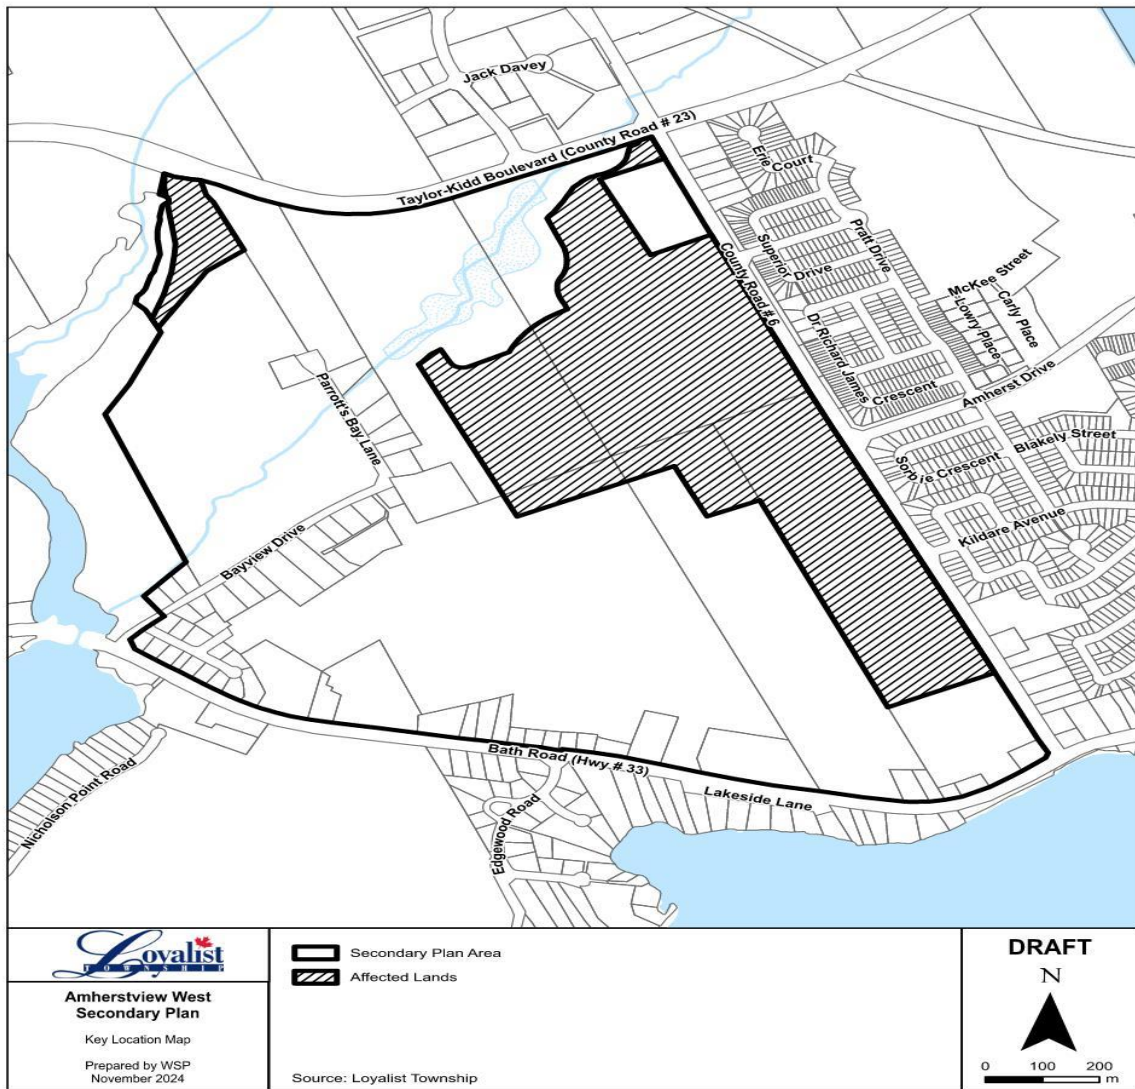 Jack Davey
Taylor-Kidd Boulevard (County Road # 23)
Erie Court
Pratt Drive
Superior Drive
County Road # 6
McKee Street
Carly Place
Lowry Place
Dr Richard James Crescent
Amherst Drive
Parrott's Bay Lane
Blakely Street
Sorbie Crescent
Kildare Avenue
Bayview Drive
Bath Road (Hwy # 33)
Lakeside Lane
Nicholson Point Road
Edgewood Road
Loyalist
TOWNSHIP
Amherstview West
Secondary Plan
Key Location Map
Prepared by WSP
November 2024
Secondary Plan Area
Affected Lands
Source: Loyalist Township
DRAFT
N
0 100 200
m